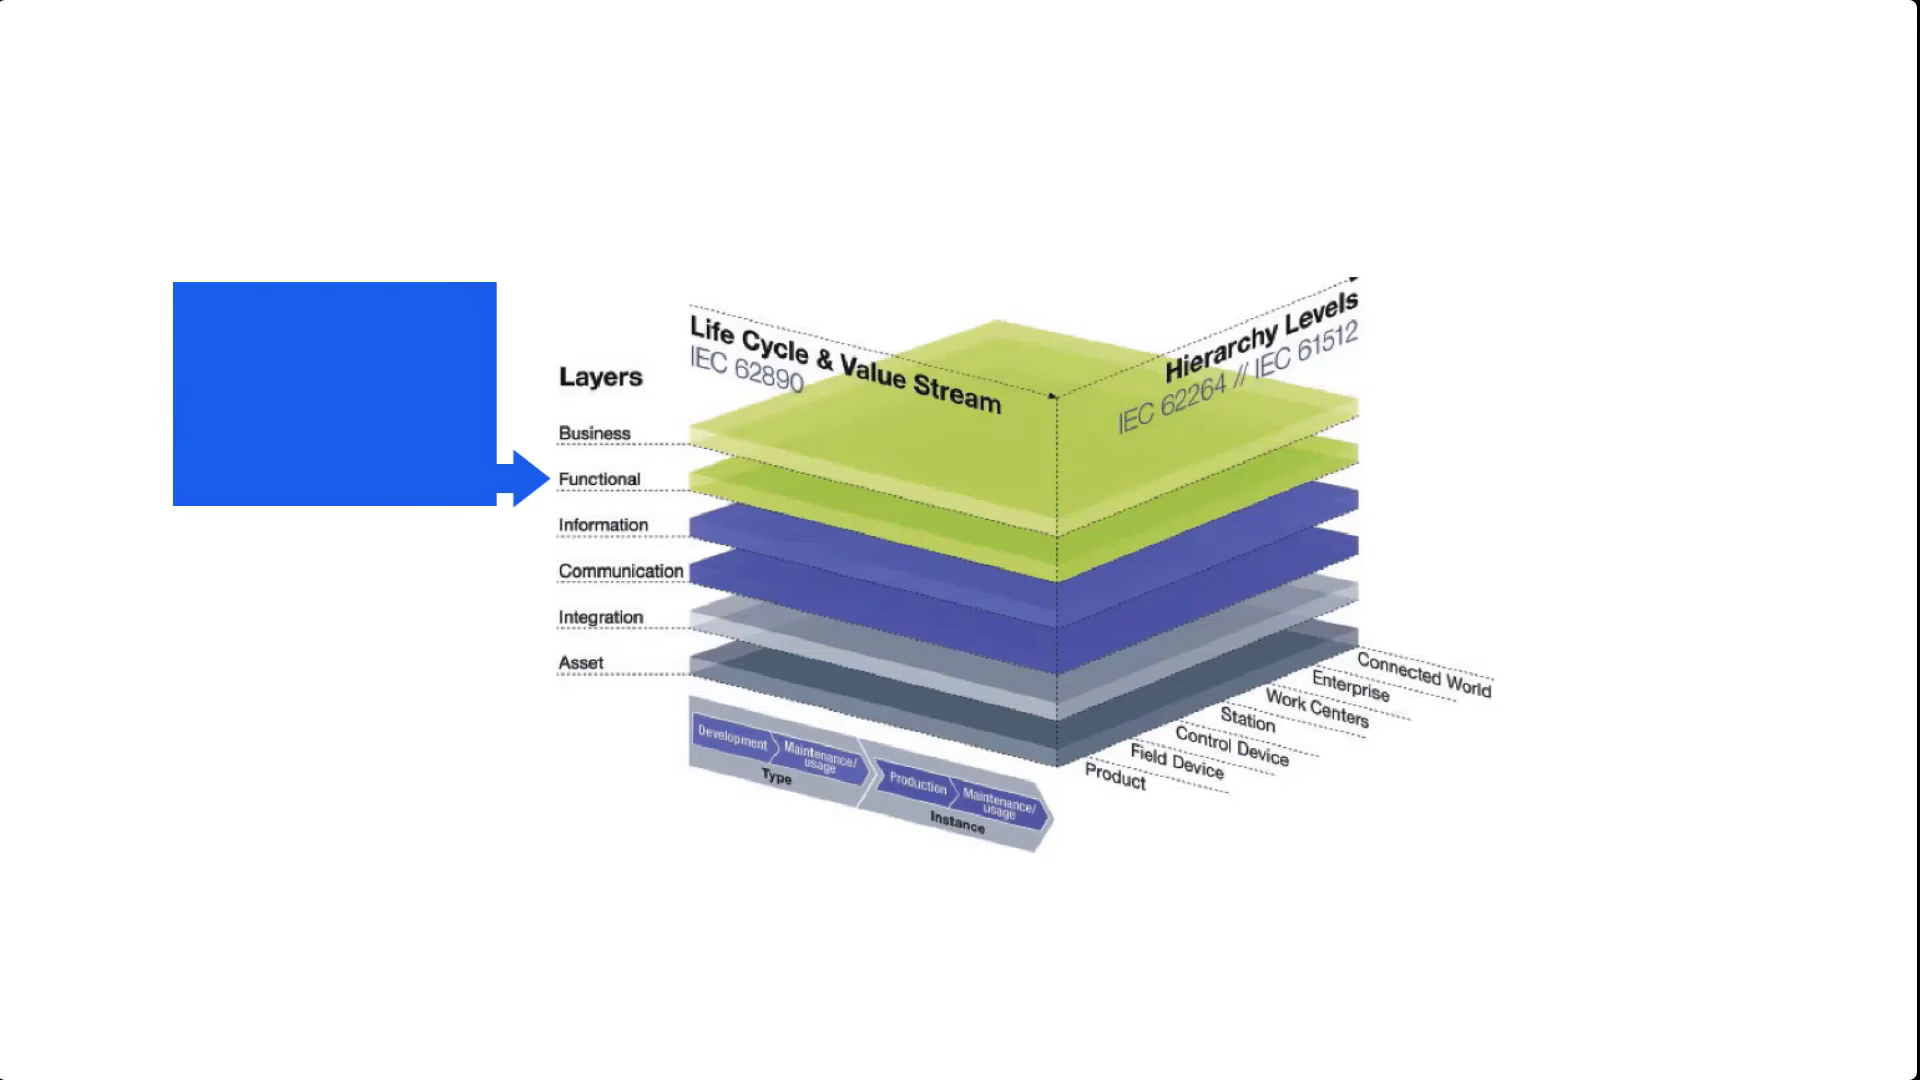 Life Cycle & Value Stream
IEC 62890
Hierarchy Levels
IEC 62264 // IEC 61512
Layers
Business
Functional
Information
Communication
Integration
Asset
Connected World
Enterprise
Work Centers
Station
Control Device
Field Device
Product
Development
Maintenance/
usage
Type
Production
Maintenance/
usage
Instance